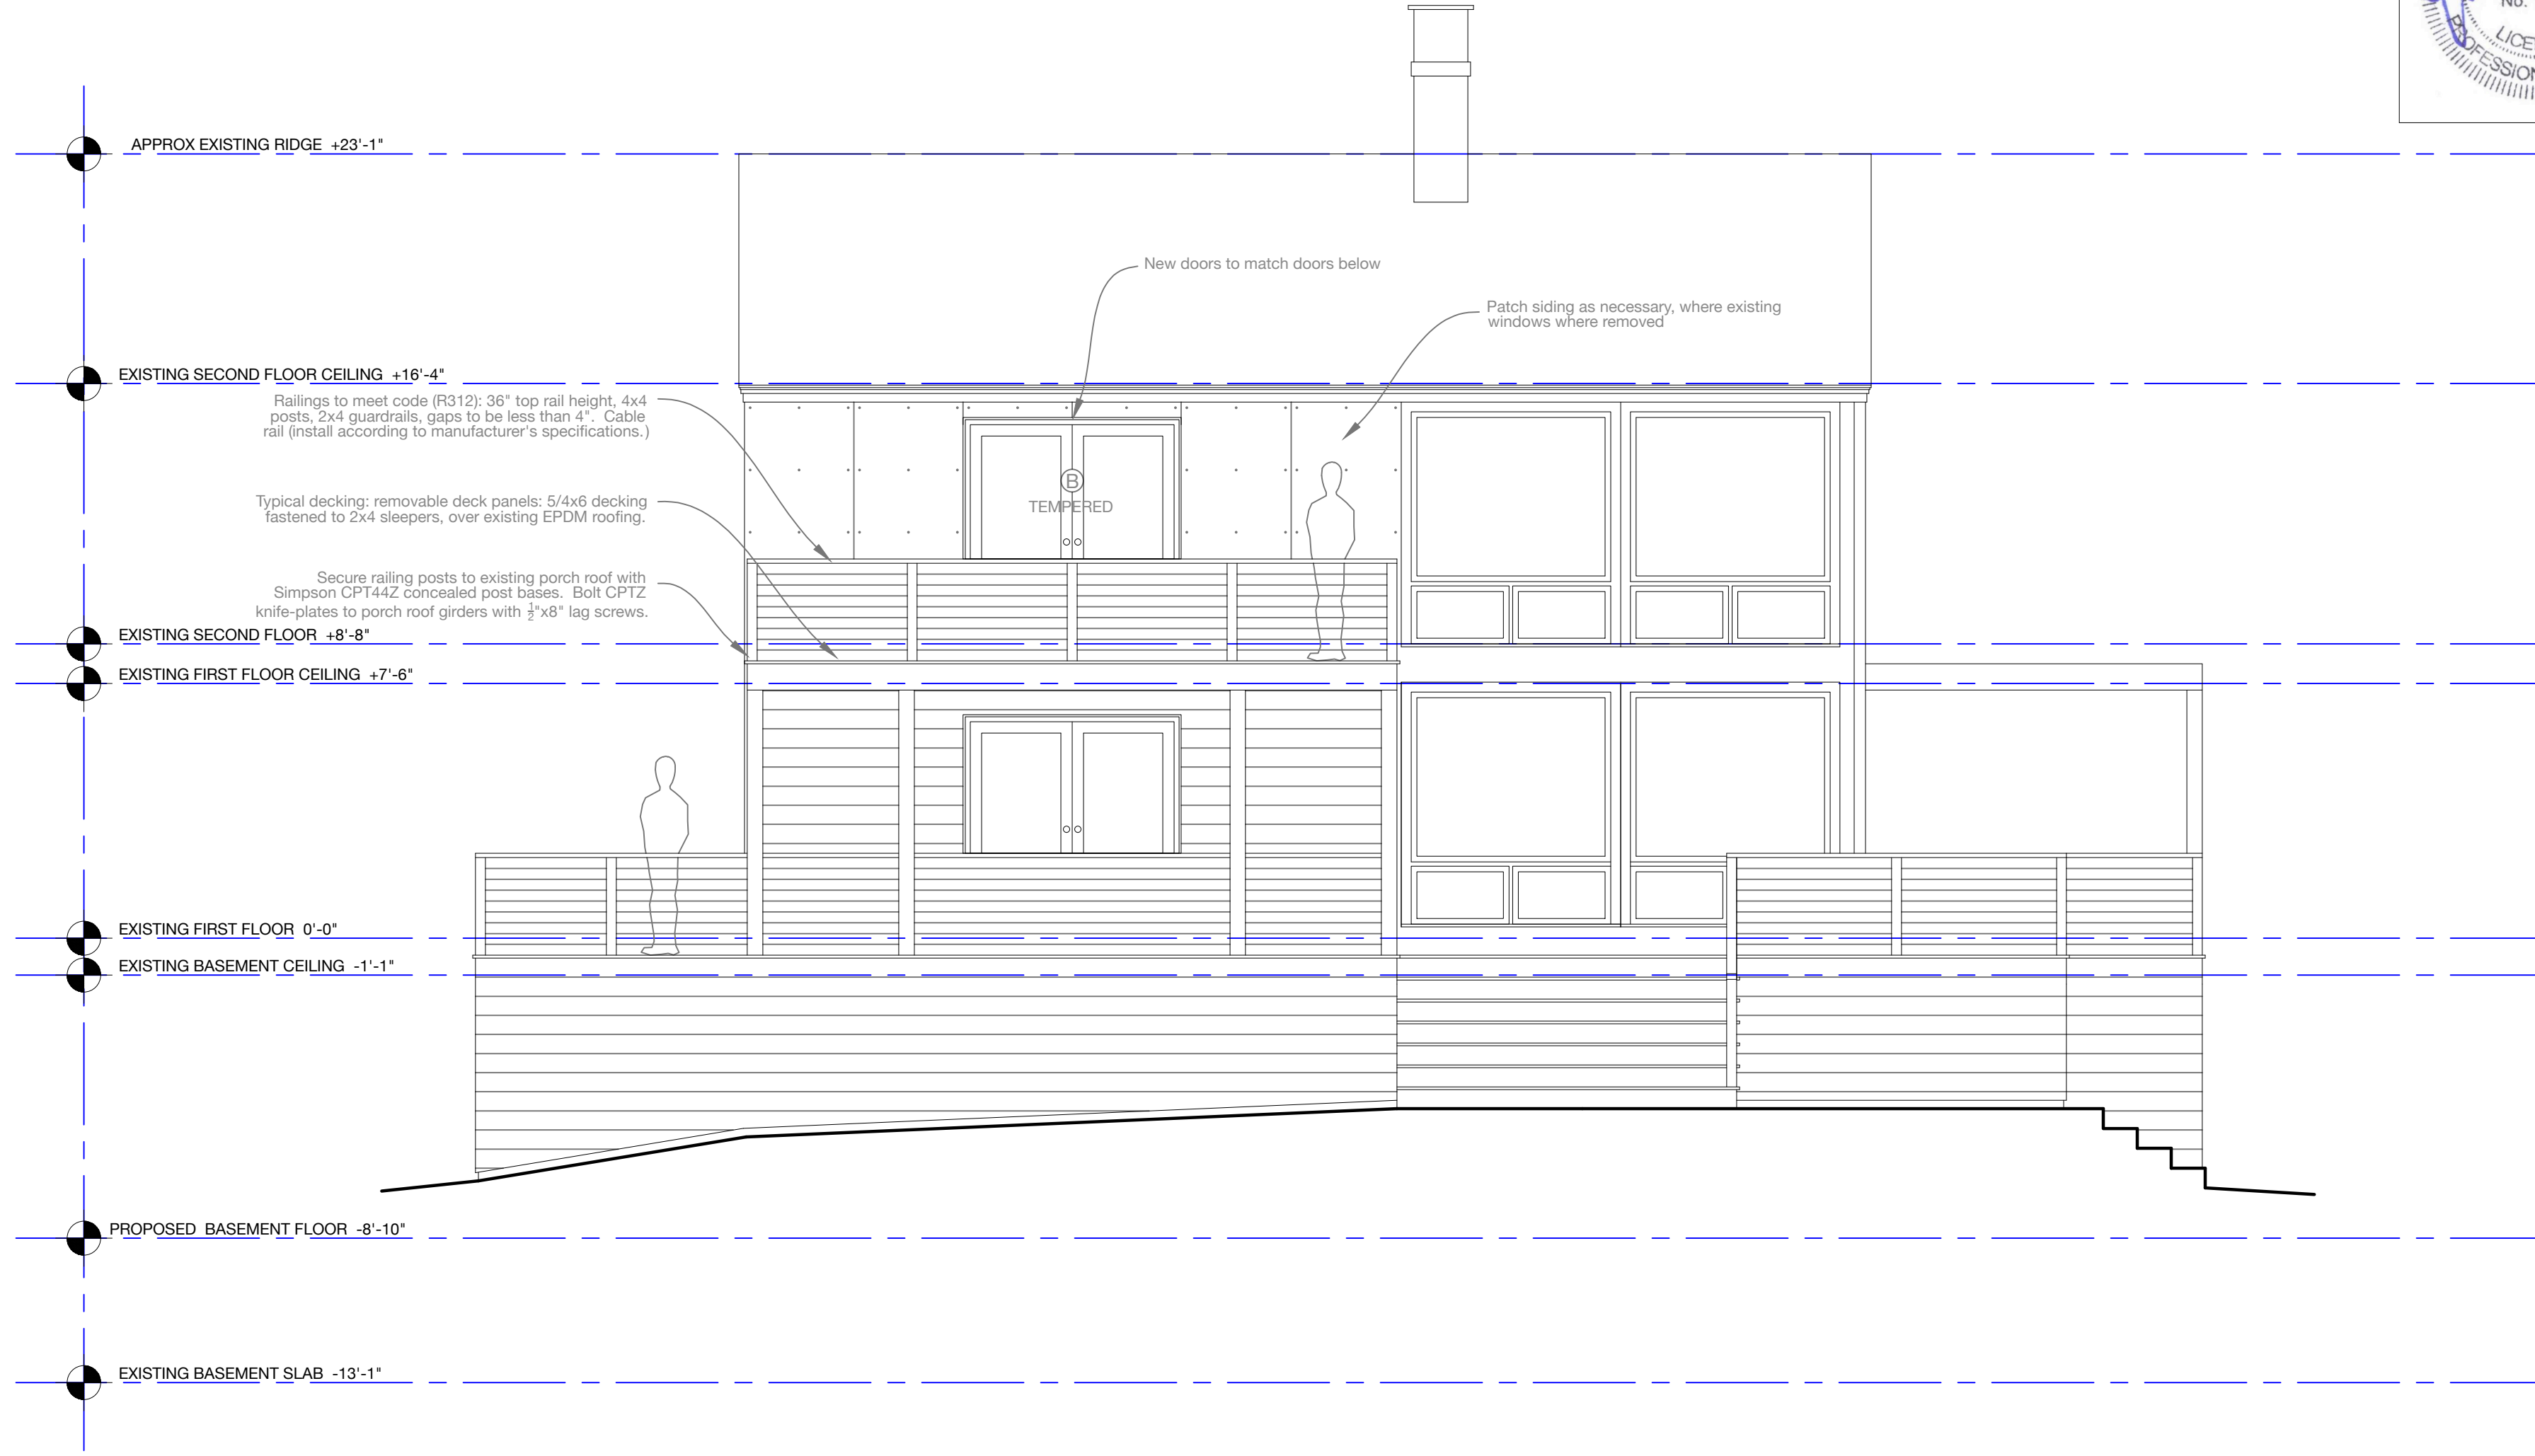 No.
LICE
PROFESSION
APPROX EXISTING RIDGE +23'-1"
New doors to match doors below
Patch siding as necessary, where existing
windows where removed
EXISTING SECOND FLOOR CEILING +16'-4"
Railings to meet code (R312): 36" top rail height, 4x4
posts, 2x4 guardrails, gaps to be less than 4". Cable
rail (install according to manufacturer's specifications.)
B
TEMPERED
Typical decking: removable deck panels: 5/4x6 decking
fastened to 2x4 sleepers, over existing EPDM roofing.
Secure railing posts to existing porch roof with
Simpson CPT44Z concealed post bases. Bolt CPTZ
knife-plates to porch roof girders with ½"x8" lag screws.
EXISTING SECOND FLOOR +8'-8"
EXISTING FIRST FLOOR CEILING +7'-6"
EXISTING FIRST FLOOR 0'-0"
EXISTING BASEMENT CEILING -1'-1"
PROPOSED BASEMENT FLOOR -8'-10"
EXISTING BASEMENT SLAB -13'-1"